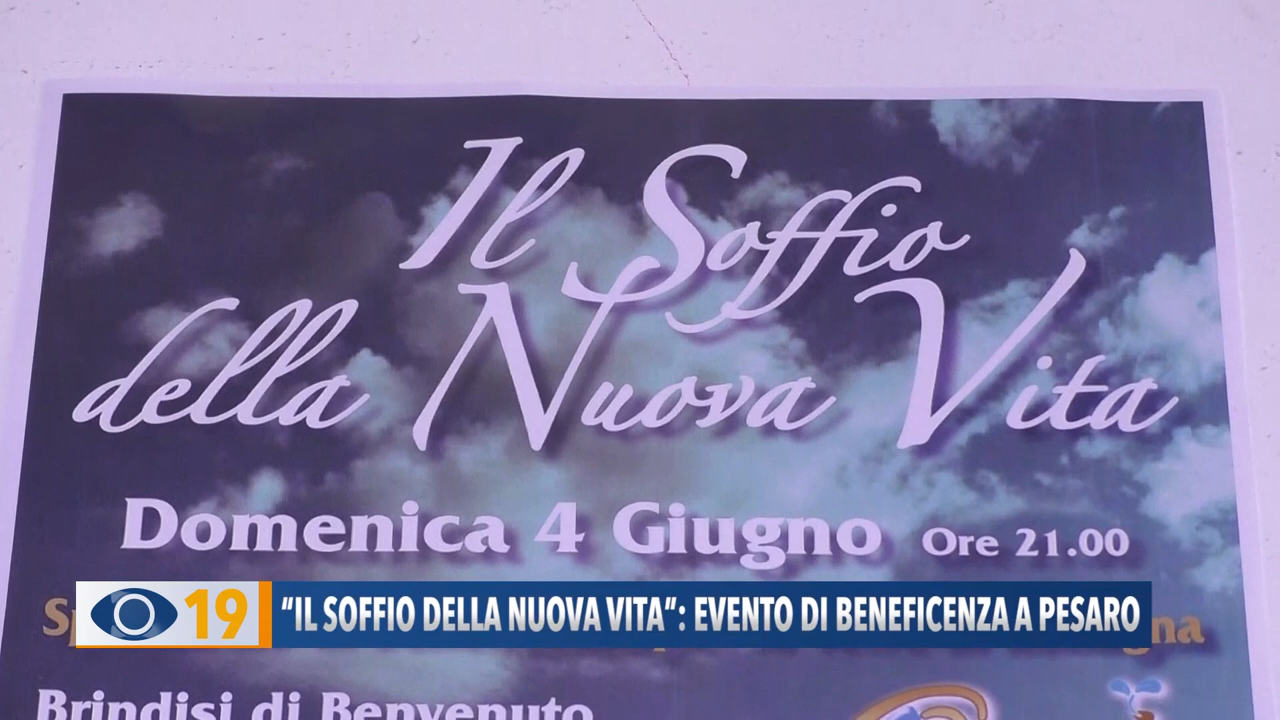 Il Soffio
della Nuova Vita
Domenica 4 Giugno Ore 21.00
19 “IL SOFFIO DELLA NUOVA VITA“: EVENTO DI BENEFICENZA A PESARO
Brindisi di Benvenuto